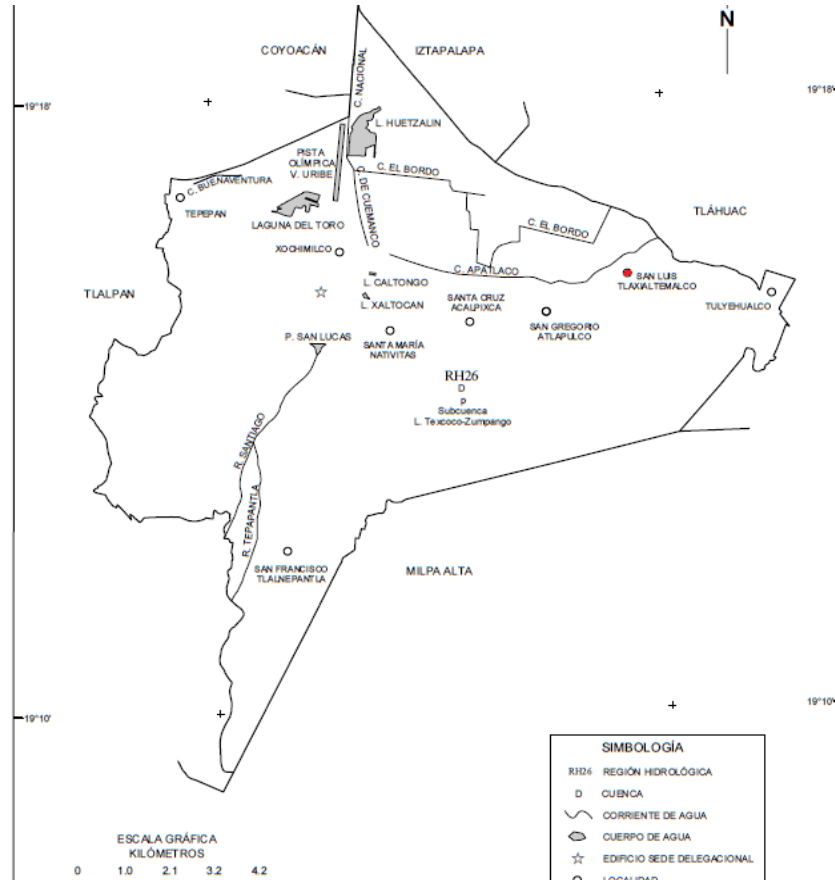 COYOACÁN
IZTAPALAPA
N
19°18'
19°18'
C. NACIONAL
L. HUETZALIN
PISTA
OLÍMPICA
V. URIBE
C. EL BORDO
C. BUENAVENTURA
C. DE CUEMANCO
TEPEPAN
TLÁHUAC
LAGUNA DEL TORO
C. EL BORDO
XOCHIMILCO
C. APATLACO
SAN LUIS
TLAXIALTEMALCO
TLALPAN
L. CALTONGO
L. XALTOCAN
SANTA CRUZ
ACALPIXCA
TULYEHUALCO
SAN GREGORIO
ATLAPULCO
P. SAN LUCAS
SANTA MARÍA
NATIVITAS
RH26
D
p
Subcuenca
L. Texcoco-Zumpango
R. SANTIAGO
R. TEPAPANTLA
SAN FRANCISCO
TLALNEPANTLA
MILPA ALTA
19°10'
19°10'
SIMBOLOGÍA
RH26 REGIÓN HIDROLÓGICA
D CUENCA
CORRIENTE DE AGUA
CUERPO DE AGUA
EDIFICIO SEDE DELEGACIONAL
LOCALIDAD
ESCALA GRÁFICA
KILÓMETROS
0 1.0 2.1 3.2 4.2